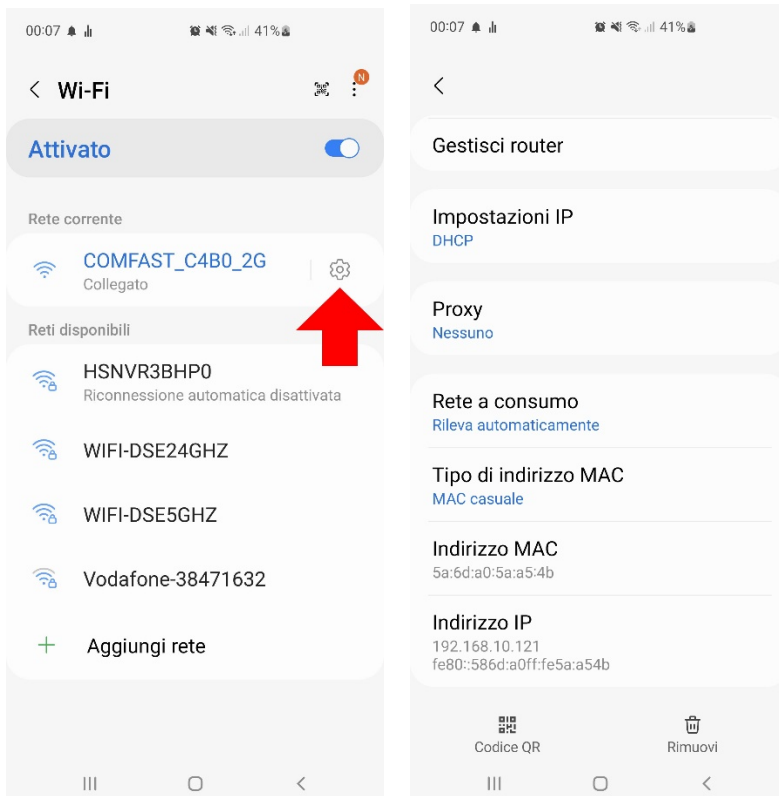 00:07 41%
Wi-Fi
N
Attivato
Rete corrente
COMFAST_C4B0_2G
Collegato
Reti disponibili
HSNVR3BHP0
Riconnessione automatica disattivata
WIFI-DSE24GHZ
WIFI-DSE5GHZ
Vodafone-38471632
Aggiungi rete
00:07 41%
Gestisci router
Impostazioni IP
DHCP
Proxy
Nessuno
Rete a consumo
Rileva automaticamente
Tipo di indirizzo MAC
MAC casuale
Indirizzo MAC
5a:6d:a0:5a:a5:4b
Indirizzo IP
192.168.10.121
fe80::586d:a0ff:fe5a:a54b
Codice QR Rimuovi